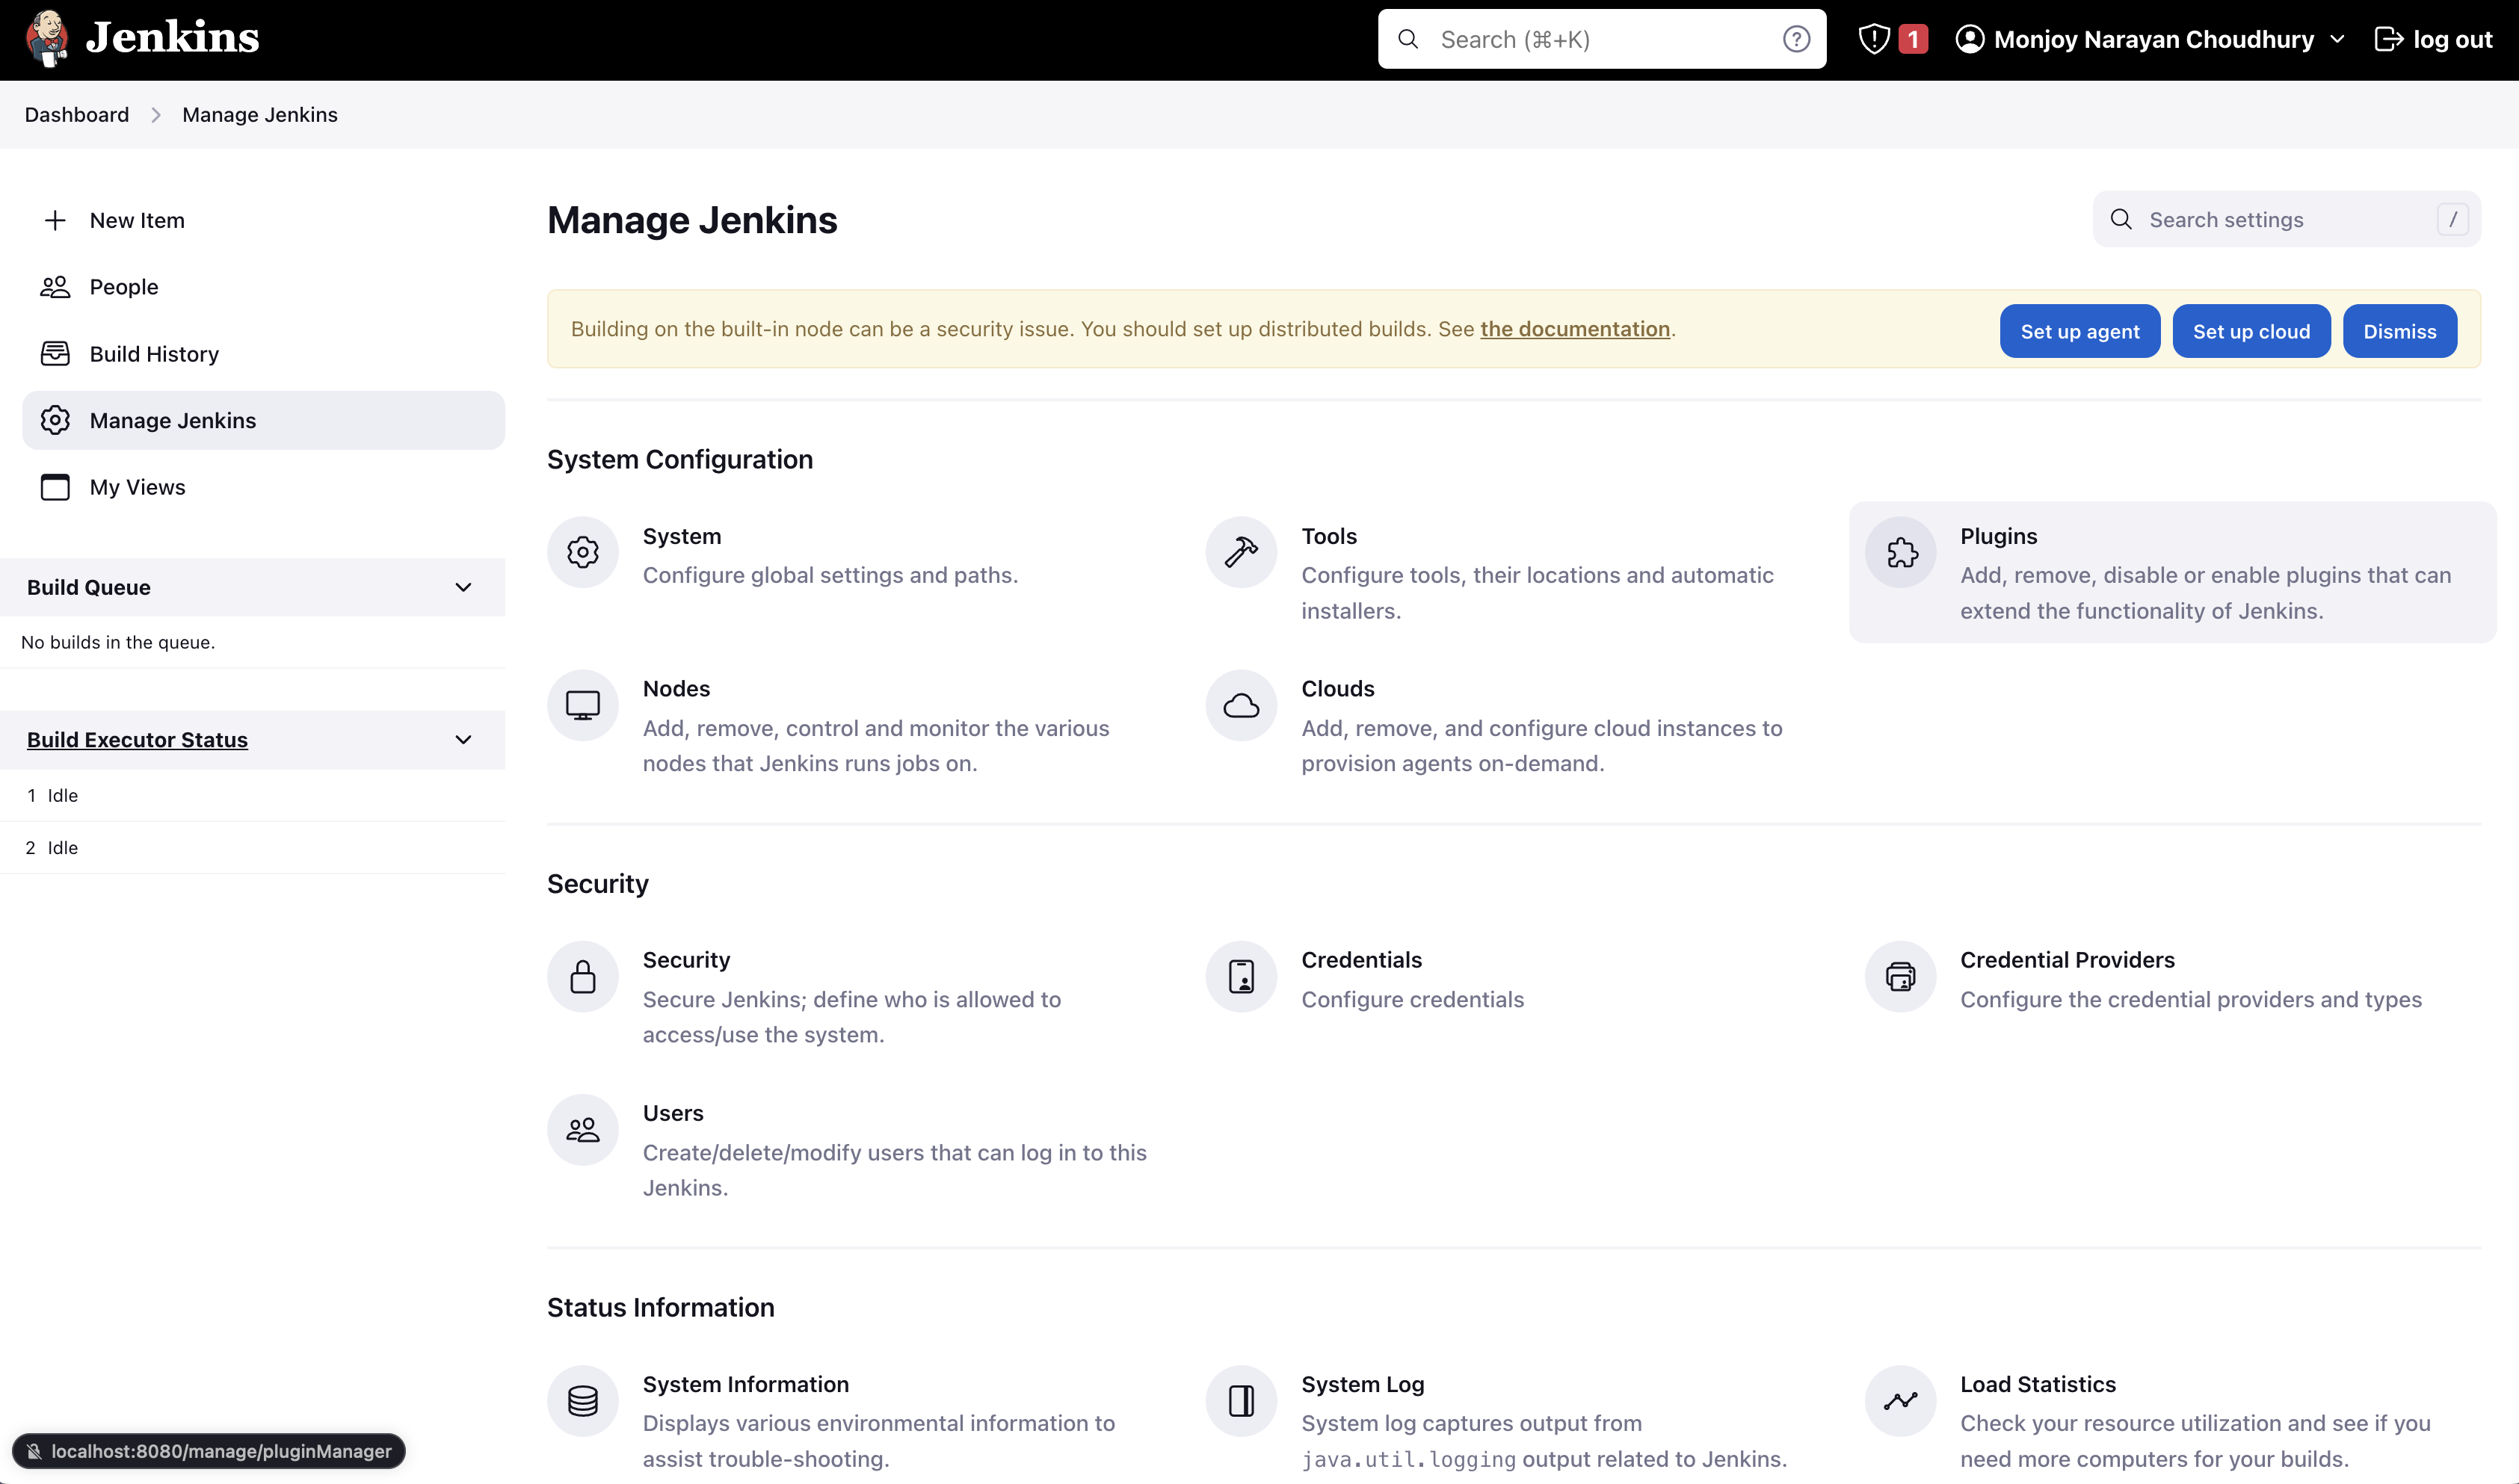 Jenkins
Search (⌘+K)
1
Monjoy Narayan Choudhury
log out
Dashboard
Manage Jenkins
New Item
People
Build History
Manage Jenkins
My Views
Build Queue
No builds in the queue.
Build Executor Status
1 Idle
2 Idle
Manage Jenkins
Search settings
/
Building on the built-in node can be a security issue. You should set up distributed builds. See the documentation.
Set up agent
Set up cloud
Dismiss
System Configuration
System
Configure global settings and paths.
Tools
Configure tools, their locations and automatic
installers.
Plugins
Add, remove, disable or enable plugins that can
extend the functionality of Jenkins.
Nodes
Add, remove, control and monitor the various
nodes that Jenkins runs jobs on.
Clouds
Add, remove, and configure cloud instances to
provision agents on-demand.
Security
Security
Secure Jenkins; define who is allowed to
access/use the system.
Credentials
Configure credentials
Credential Providers
Configure the credential providers and types
Users
Create/delete/modify users that can log in to this
Jenkins.
Status Information
System Information
Displays various environmental information to
assist trouble-shooting.
System Log
System log captures output from
java.util.logging output related to Jenkins.
Load Statistics
Check your resource utilization and see if you
need more computers for your builds.
localhost:8080/manage/pluginManager